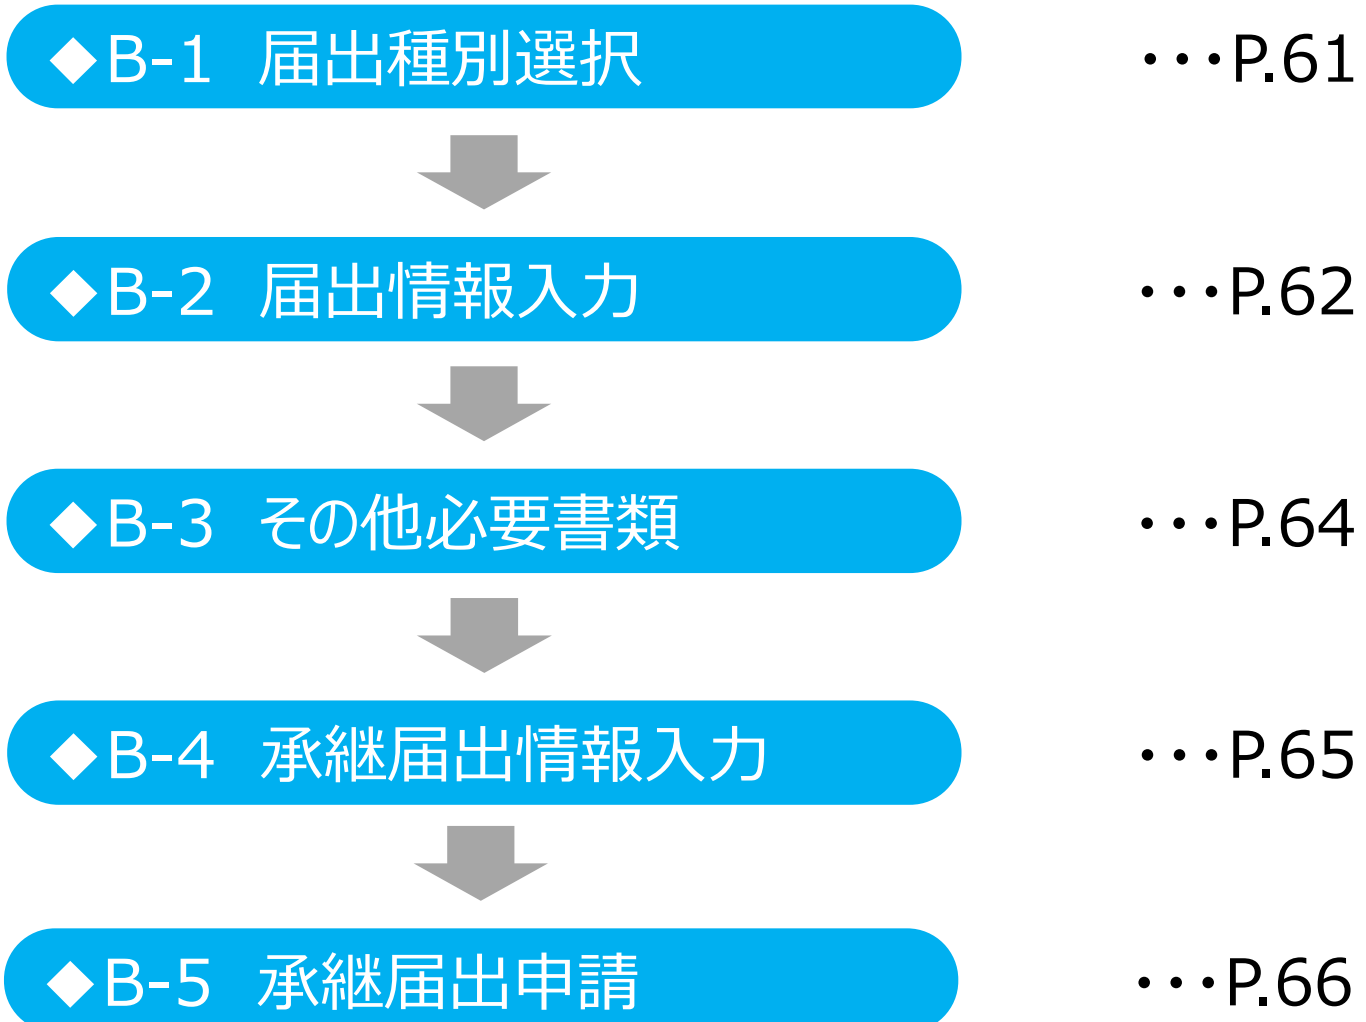 ◆B-1 届出種別選択 ・・・P.61
◆B-2 届出情報入力 ・・・P.62
◆B-3 その他必要書類 ・・・P.64
◆B-4 承継届出情報入力 ・・・P.65
◆B-5 承継届出申請 ・・・P.66